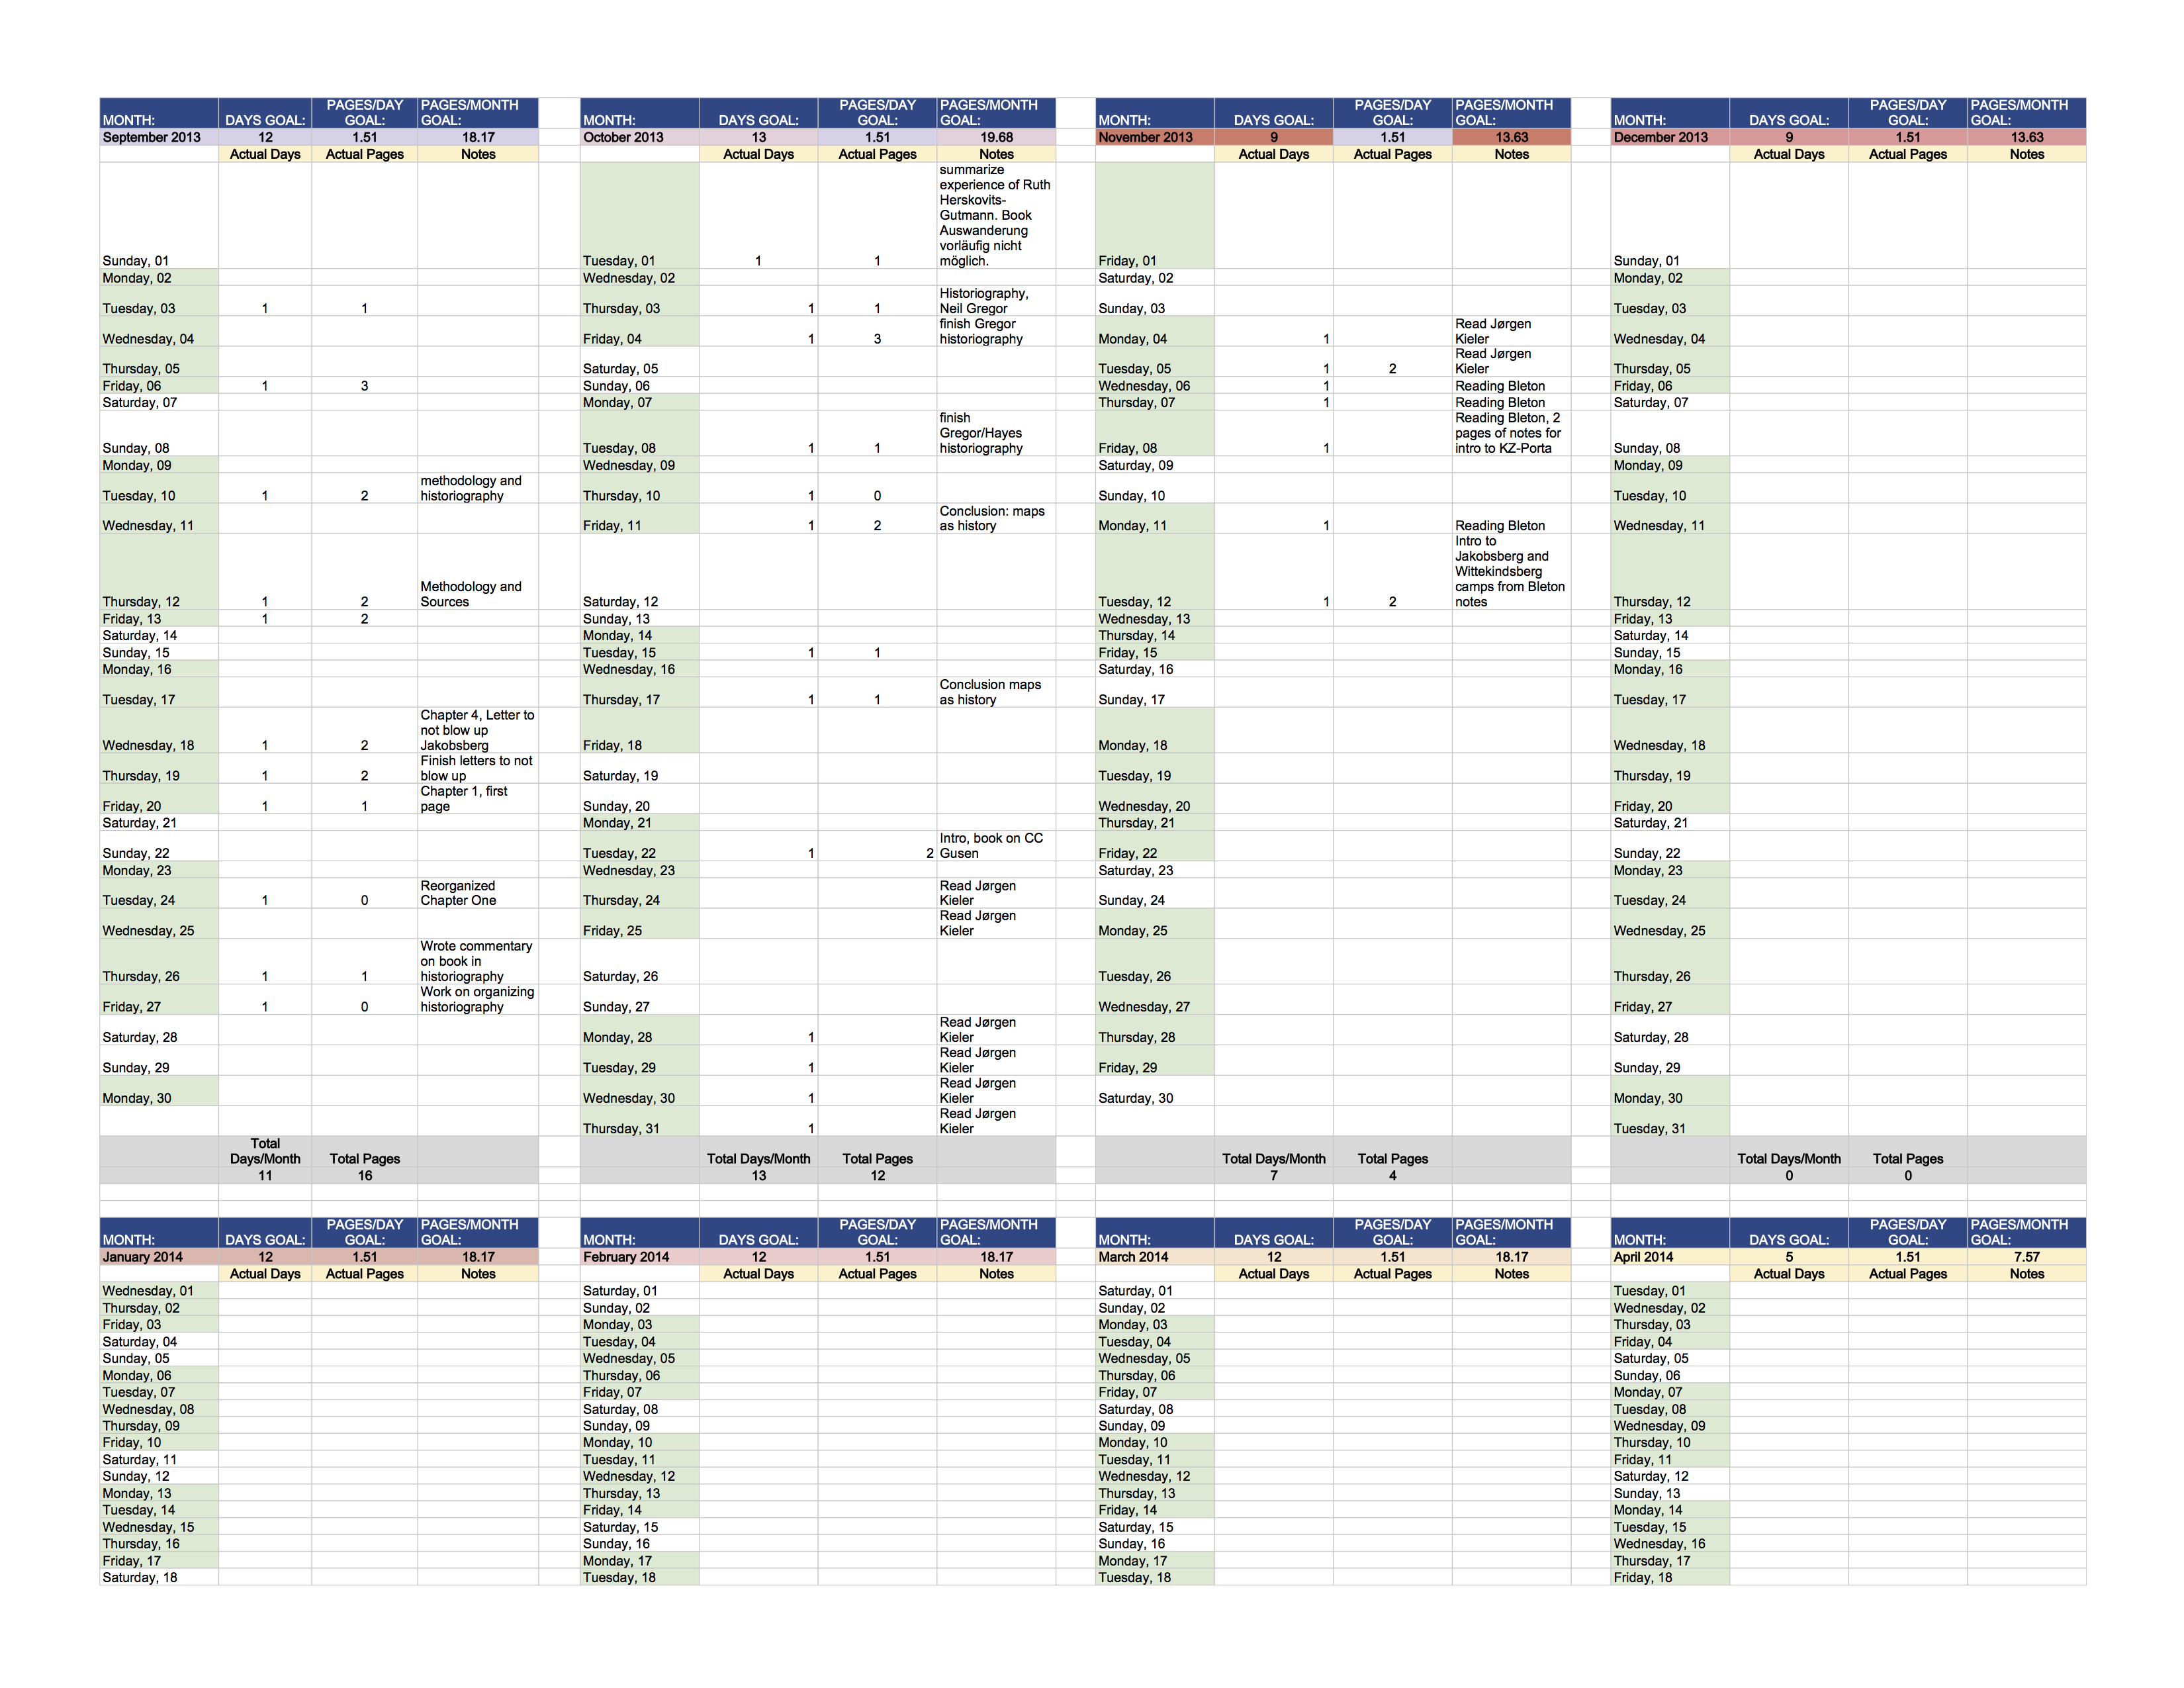 MONTH: DAYS GOAL: PAGES/DAY GOAL: PAGES/MONTH GOAL:
September 2013 12 1.51 18.17
Actual Days Actual Pages Notes
Sunday, 01
Monday, 02
Tuesday, 03 1 1
Wednesday, 04
Thursday, 05
Friday, 06 1 3
Saturday, 07
Sunday, 08
Monday, 09
Tuesday, 10 1 2 methodology and historiography
Wednesday, 11
Thursday, 12 1 2 Methodology and Sources
Friday, 13 1 2
Saturday, 14
Sunday, 15
Monday, 16
Tuesday, 17
Wednesday, 18 1 2 Chapter 4, Letter to not blow up Jakobsberg
Thursday, 19 1 2 Finish letters to not blow up
Friday, 20 1 1 Chapter 1, first page
Saturday, 21
Sunday, 22
Monday, 23
Tuesday, 24 1 0 Reorganized Chapter One
Wednesday, 25
Thursday, 26 1 1 Wrote commentary on book in historiography
Friday, 27 1 0 Work on organizing historiography
Saturday, 28
Sunday, 29
Monday, 30
Total Days/Month Total Pages
11 16
MONTH: DAYS GOAL: PAGES/DAY GOAL: PAGES/MONTH GOAL:
October 2013 13 1.51 19.68
Actual Days Actual Pages Notes
Tuesday, 01 1 1 summarize experience of Ruth Herskovits-Gutmann. Book Auswanderung vorläufig nicht möglich.
Wednesday, 02
Thursday, 03 1 1 Historiography, Neil Gregor
Friday, 04 1 3 finish Gregor historiography
Saturday, 05
Sunday, 06
Monday, 07
Tuesday, 08 1 1 finish Gregor/Hayes historiography
Wednesday, 09
Thursday, 10 1 0
Friday, 11 1 2 Conclusion: maps as history
Saturday, 12
Sunday, 13
Monday, 14
Tuesday, 15 1 1
Wednesday, 16
Thursday, 17 1 1 Conclusion maps as history
Friday, 18
Saturday, 19
Sunday, 20
Monday, 21
Tuesday, 22 1 2 Intro, book on CC Gusen
Wednesday, 23
Thursday, 24 Read Jørgen Kieler
Friday, 25 Read Jørgen Kieler
Saturday, 26
Sunday, 27
Monday, 28 1 Read Jørgen Kieler
Tuesday, 29 1 Read Jørgen Kieler
Wednesday, 30 1 Read Jørgen Kieler
Thursday, 31 1 Read Jørgen Kieler
Total Days/Month Total Pages
13 12
MONTH: DAYS GOAL: PAGES/DAY GOAL: PAGES/MONTH GOAL:
November 2013 9 1.51 13.63
Actual Days Actual Pages Notes
Friday, 01
Saturday, 02
Sunday, 03
Monday, 04 1 Read Jørgen Kieler
Tuesday, 05 1 2 Read Jørgen Kieler
Wednesday, 06 1 Reading Bleton
Thursday, 07 1 Reading Bleton
Friday, 08 1 Reading Bleton, 2 pages of notes for intro to KZ-Porta
Saturday, 09
Sunday, 10
Monday, 11 1 Reading Bleton
Tuesday, 12 1 2 Intro to Jakobsberg and Wittekindsberg camps from Bleton notes
Wednesday, 13
Thursday, 14
Friday, 15
Saturday, 16
Sunday, 17
Monday, 18
Tuesday, 19
Wednesday, 20
Thursday, 21
Friday, 22
Saturday, 23
Sunday, 24
Monday, 25
Tuesday, 26
Wednesday, 27
Thursday, 28
Friday, 29
Saturday, 30
Total Days/Month Total Pages
7 4
MONTH: DAYS GOAL: PAGES/DAY GOAL: PAGES/MONTH GOAL:
December 2013 9 1.51 13.63
Actual Days Actual Pages Notes
Sunday, 01
Monday, 02
Tuesday, 03
Wednesday, 04
Thursday, 05
Friday, 06
Saturday, 07
Sunday, 08
Monday, 09
Tuesday, 10
Wednesday, 11
Thursday, 12
Friday, 13
Saturday, 14
Sunday, 15
Monday, 16
Tuesday, 17
Wednesday, 18
Thursday, 19
Friday, 20
Saturday, 21
Sunday, 22
Monday, 23
Tuesday, 24
Wednesday, 25
Thursday, 26
Friday, 27
Saturday, 28
Sunday, 29
Monday, 30
Tuesday, 31
Total Days/Month Total Pages
0 0
MONTH: DAYS GOAL: PAGES/DAY GOAL: PAGES/MONTH GOAL:
January 2014 12 1.51 18.17
Actual Days Actual Pages Notes
Wednesday, 01
Thursday, 02
Friday, 03
Saturday, 04
Sunday, 05
Monday, 06
Tuesday, 07
Wednesday, 08
Thursday, 09
Friday, 10
Saturday, 11
Sunday, 12
Monday, 13
Tuesday, 14
Wednesday, 15
Thursday, 16
Friday, 17
Saturday, 18
MONTH: DAYS GOAL: PAGES/DAY GOAL: PAGES/MONTH GOAL:
February 2014 12 1.51 18.17
Actual Days Actual Pages Notes
Saturday, 01
Sunday, 02
Monday, 03
Tuesday, 04
Wednesday, 05
Thursday, 06
Friday, 07
Saturday, 08
Sunday, 09
Monday, 10
Tuesday, 11
Wednesday, 12
Thursday, 13
Friday, 14
Saturday, 15
Sunday, 16
Monday, 17
Tuesday, 18
MONTH: DAYS GOAL: PAGES/DAY GOAL: PAGES/MONTH GOAL:
March 2014 12 1.51 18.17
Actual Days Actual Pages Notes
Saturday, 01
Sunday, 02
Monday, 03
Tuesday, 04
Wednesday, 05
Thursday, 06
Friday, 07
Saturday, 08
Sunday, 09
Monday, 10
Tuesday, 11
Wednesday, 12
Thursday, 13
Friday, 14
Saturday, 15
Sunday, 16
Monday, 17
Tuesday, 18
MONTH: DAYS GOAL: PAGES/DAY GOAL: PAGES/MONTH GOAL:
April 2014 5 1.51 7.57
Actual Days Actual Pages Notes
Tuesday, 01
Wednesday, 02
Thursday, 03
Friday, 04
Saturday, 05
Sunday, 06
Monday, 07
Tuesday, 08
Wednesday, 09
Thursday, 10
Friday, 11
Saturday, 12
Sunday, 13
Monday, 14
Tuesday, 15
Wednesday, 16
Thursday, 17
Friday, 18